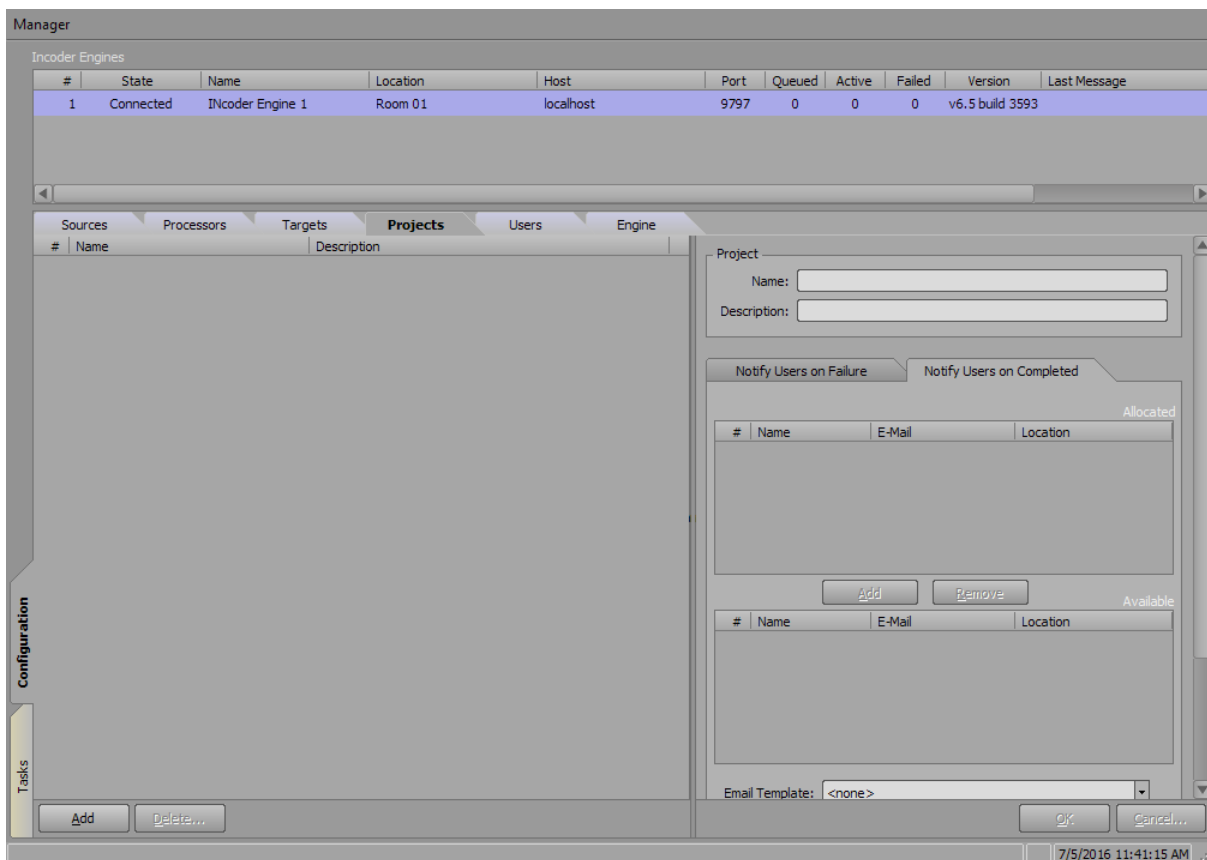 Manager
Incoder Engines
# State Name Location Host Port Queued Active Failed Version Last Message
1 Connected INcoder Engine 1 Room 01 localhost 9797 0 0 0 v6.5 build 3593
Sources Processors Targets Projects Users Engine
# Name Description
Project
Name:
Description:
Notify Users on Failure Notify Users on Completed
Allocated
# Name E-Mail Location
Add Remove
Available
# Name E-Mail Location
Configuration
Tasks
Email Template: <none>
Add Delete... OK Cancel...
7/5/2016 11:41:15 AM